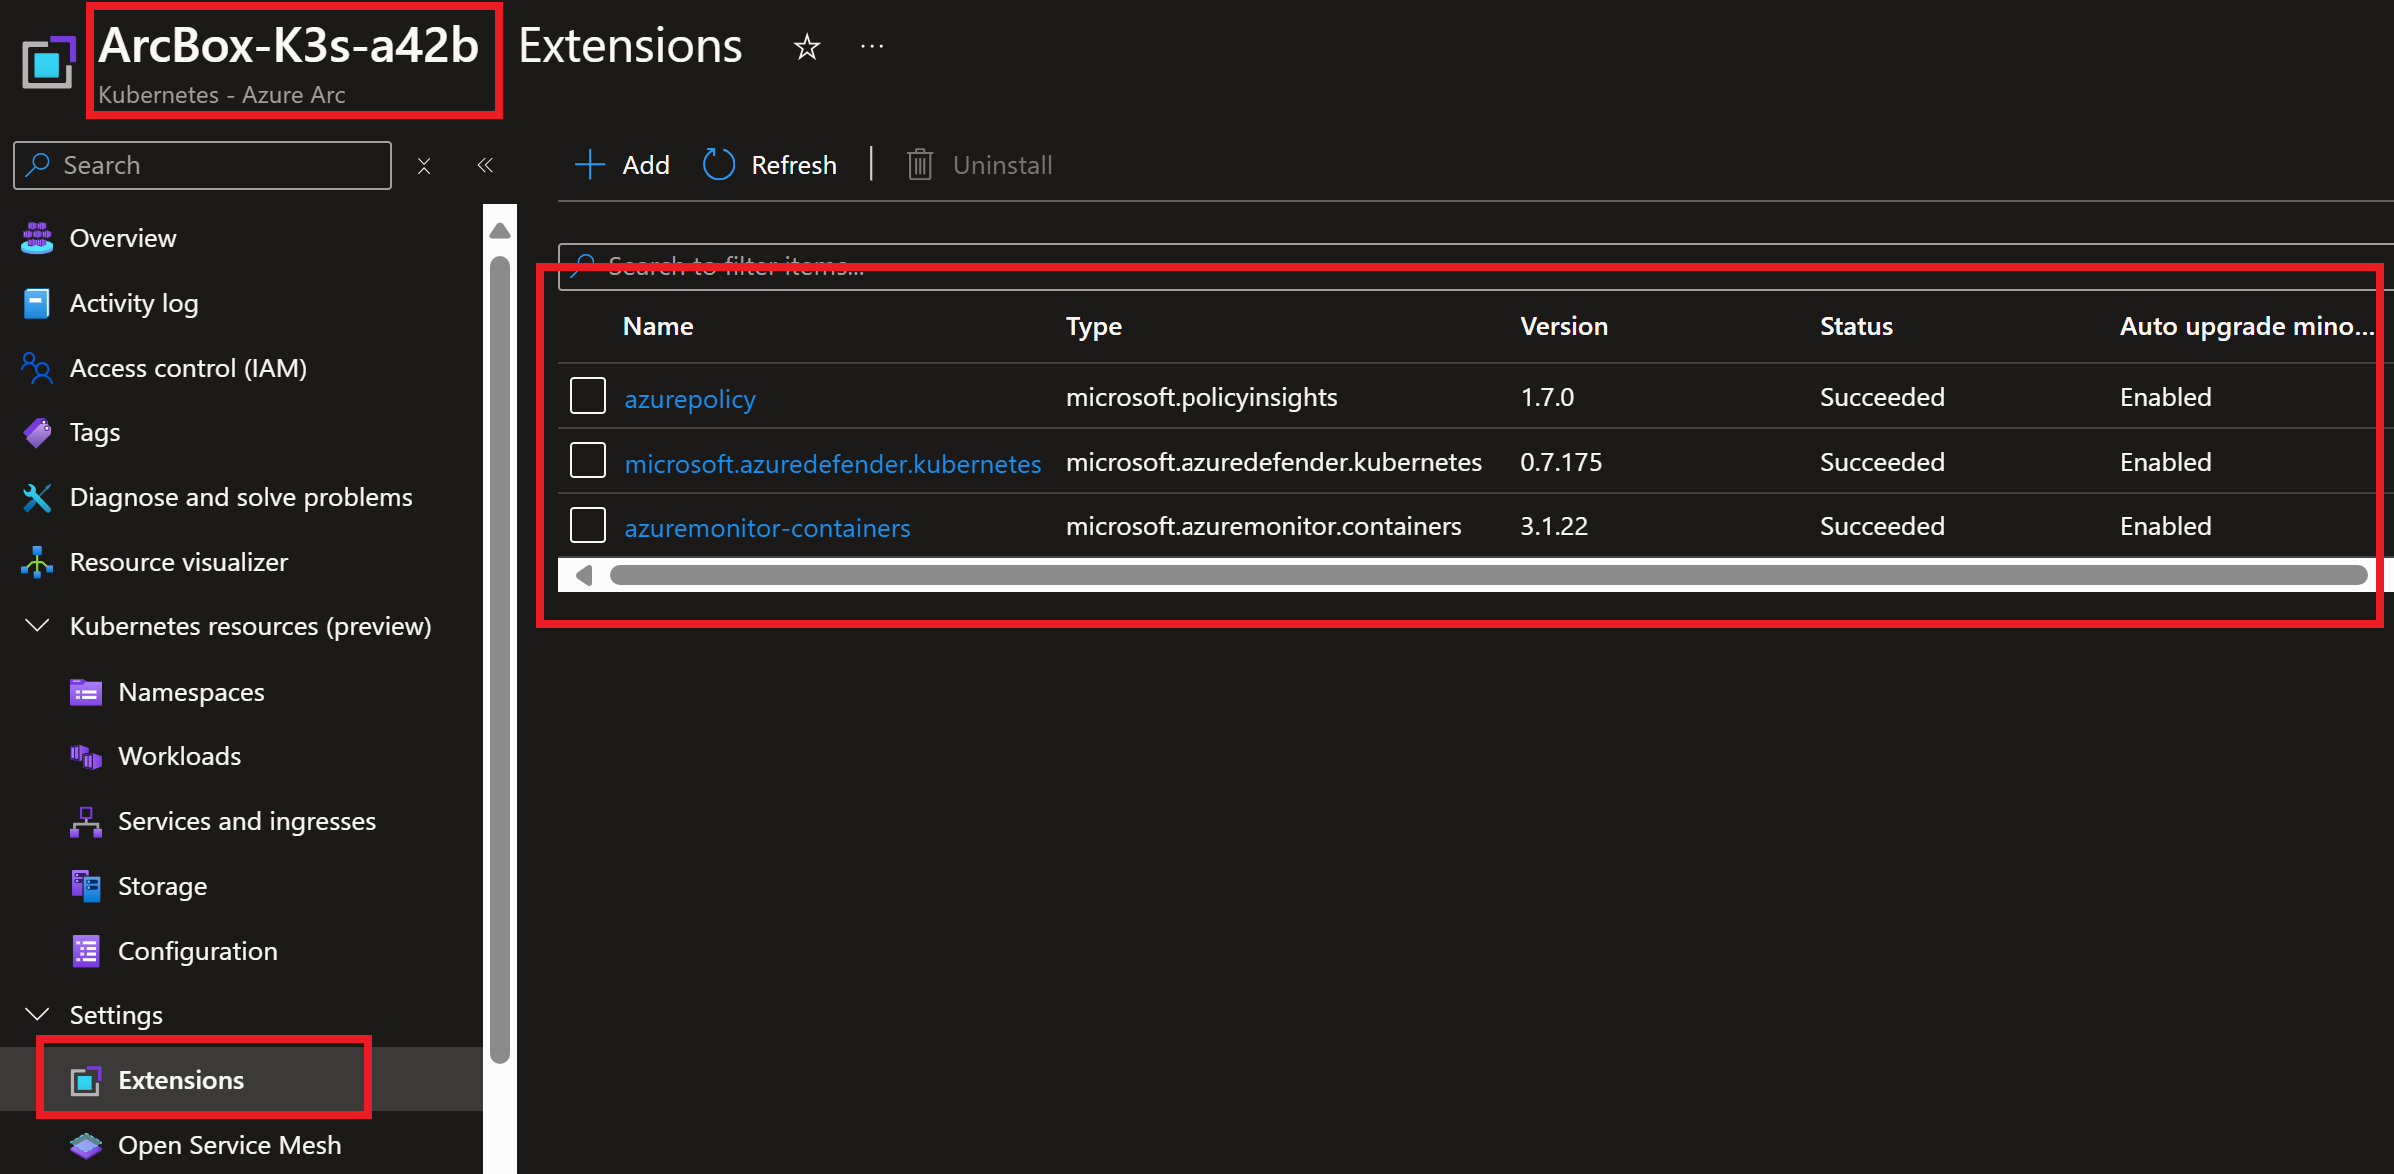 ArcBox-K3s-a42b Extensions
Kubernetes - Azure Arc
Search
Add Refresh Uninstall
Overview
Activity log
Access control (IAM)
Tags
Diagnose and solve problems
Resource visualizer
Kubernetes resources (preview)
Namespaces
Workloads
Services and ingresses
Storage
Configuration
Settings
Extensions
Open Service Mesh
Search to filter items...
Name Type Version Status Auto upgrade mino...
azurepolicy microsoft.policyinsights 1.7.0 Succeeded Enabled
microsoft.azuredefender.kubernetes microsoft.azuredefender.kubernetes 0.7.175 Succeeded Enabled
azuremonitor-containers microsoft.azuremonitor.containers 3.1.22 Succeeded Enabled